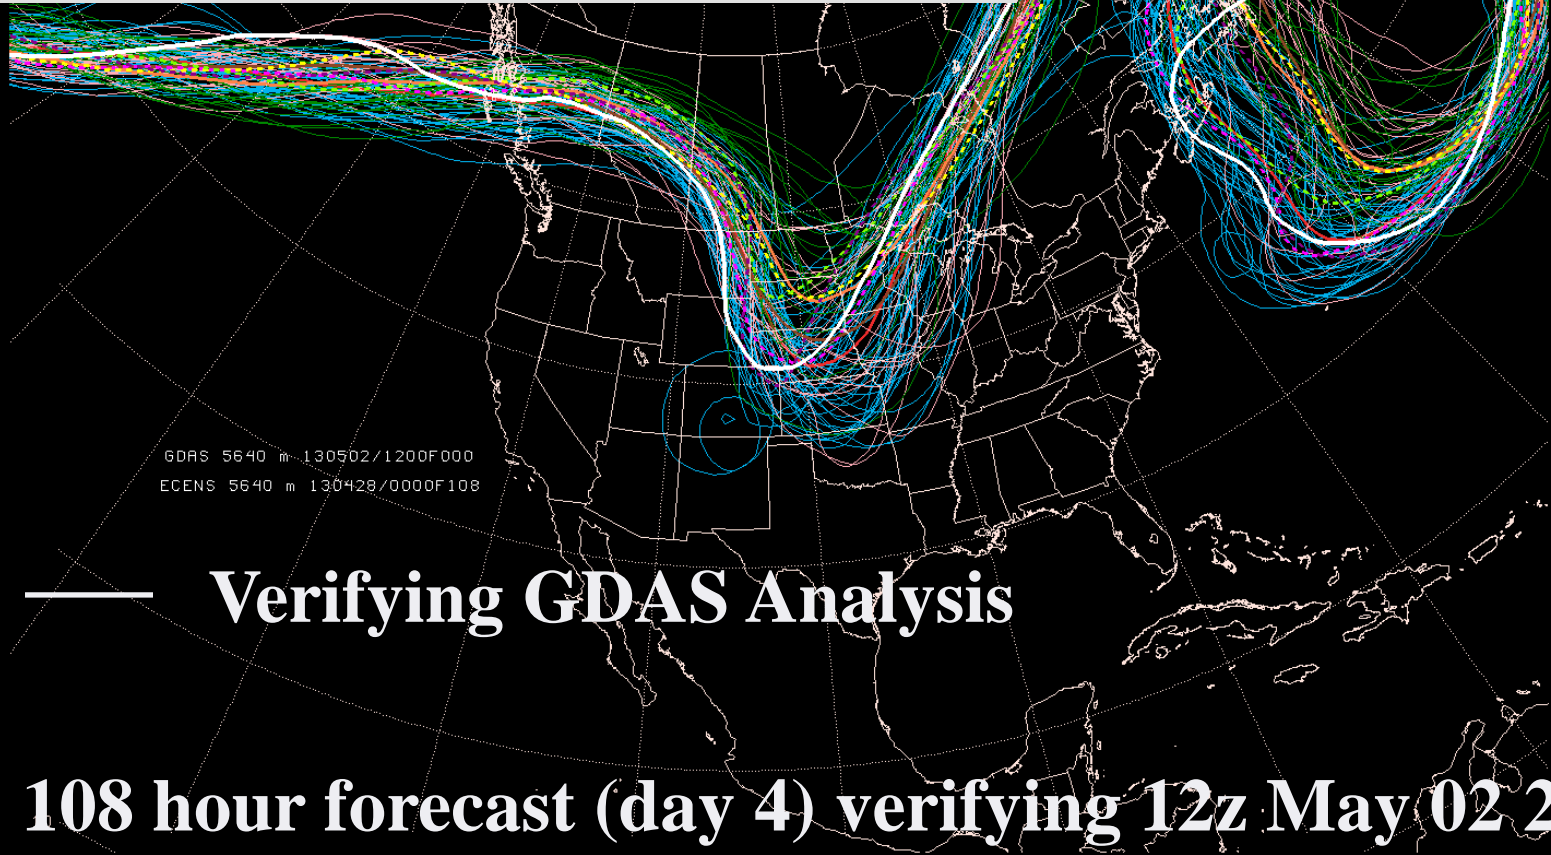 GDAS 5640 m 130502/1200F000
ECENS 5640 m 130428/0000F108
Verifying GDAS Analysis
108 hour forecast (day 4) verifying 12z May 02 2